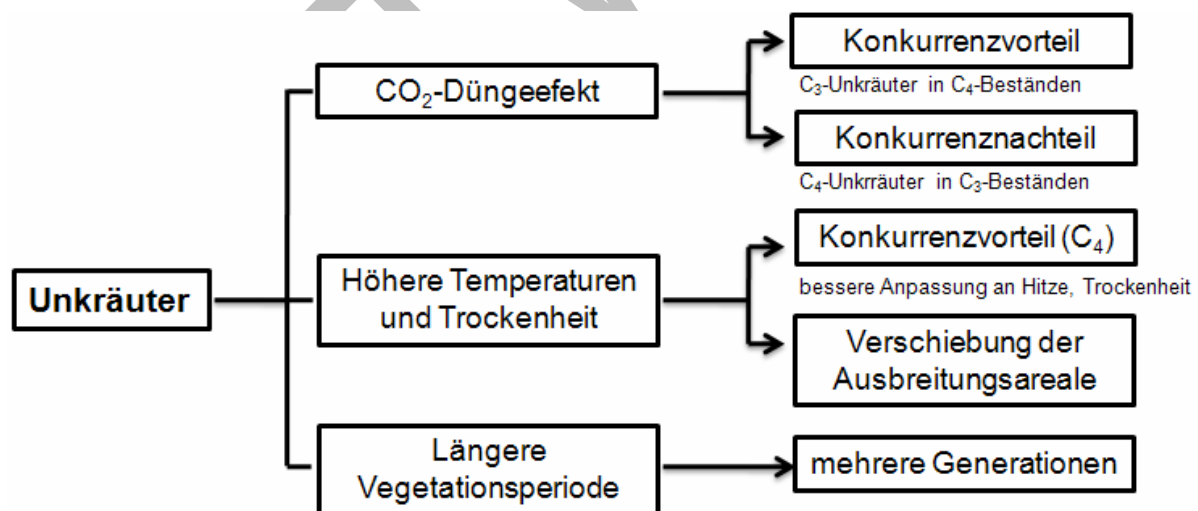 Unkräuter
CO₂-Düngeefekt
Konkurrenzvorteil
C₃-Unkräuter in C₄-Beständen
Konkurrenznachteil
C₄-Unkrräuter in C₃-Beständen
Höhere Temperaturen
und Trockenheit
Konkurrenzvorteil (C₄)
bessere Anpassung an Hitze, Trockenheit
Verschiebung der
Ausbreitungsareale
Längere
Vegetationsperiode
mehrere Generationen